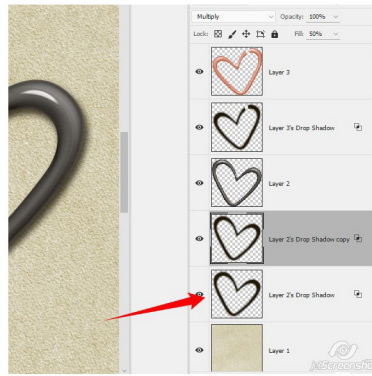 Multiply Opacity: 100%
Lock: Fill: 50%
Layer 3
Layer 3's Drop Shadow
Layer 2
Layer 2's Drop Shadow copy
Layer 2's Drop Shadow
Layer 1